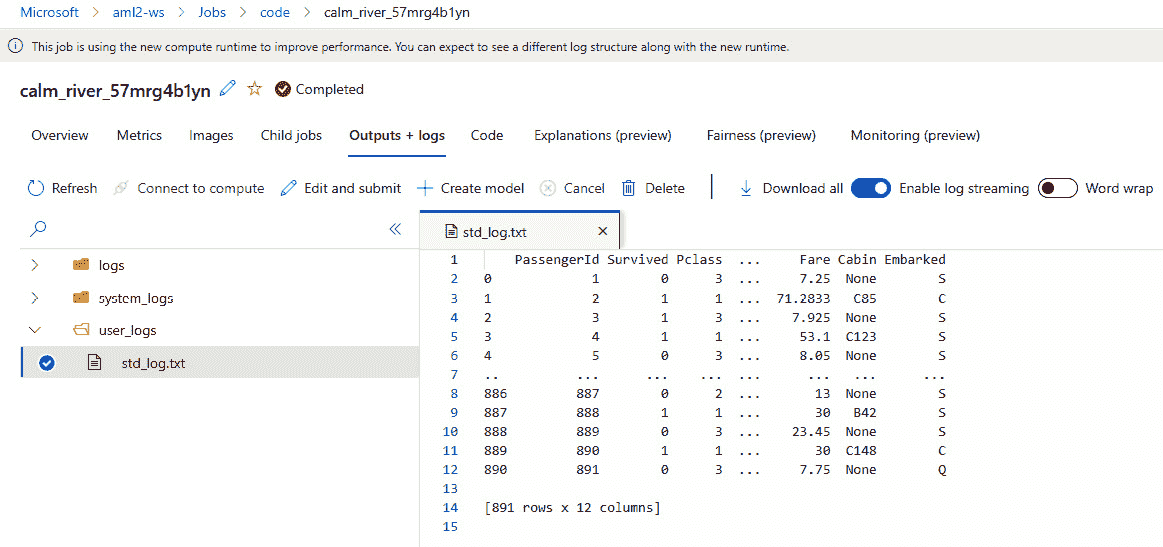 Microsoft > aml2-ws > Jobs > code > calm_river_57mrg4b1yn
This job is using the new compute runtime to improve performance. You can expect to see a different log structure along with the new runtime.
calm_river_57mrg4b1yn Completed
Overview Metrics Images Child jobs Outputs + logs Code Explanations (preview) Fairness (preview) Monitoring (preview)
Refresh Connect to compute Edit and submit Create model Cancel Delete Download all Enable log streaming Word wrap
logs
system_logs
user_logs
std_log.txt
std_log.txt
1 PassengerId Survived Pclass ... Fare Cabin Embarked
2 0 1 0 3 ... 7.25 None S
3 1 2 1 1 ... 71.2833 C85 C
4 2 3 1 3 ... 7.925 None S
5 3 4 1 1 ... 53.1 C123 S
6 4 5 0 3 ... 8.05 None S
7 .. ... ... ... ... ... ... ...
8 886 887 0 2 ... 13 None S
9 887 888 1 1 ... 30 B42 S
10 888 889 0 3 ... 23.45 None S
11 889 890 1 1 ... 30 C148 C
12 890 891 0 3 ... 7.75 None Q
13
14 [891 rows x 12 columns]
15